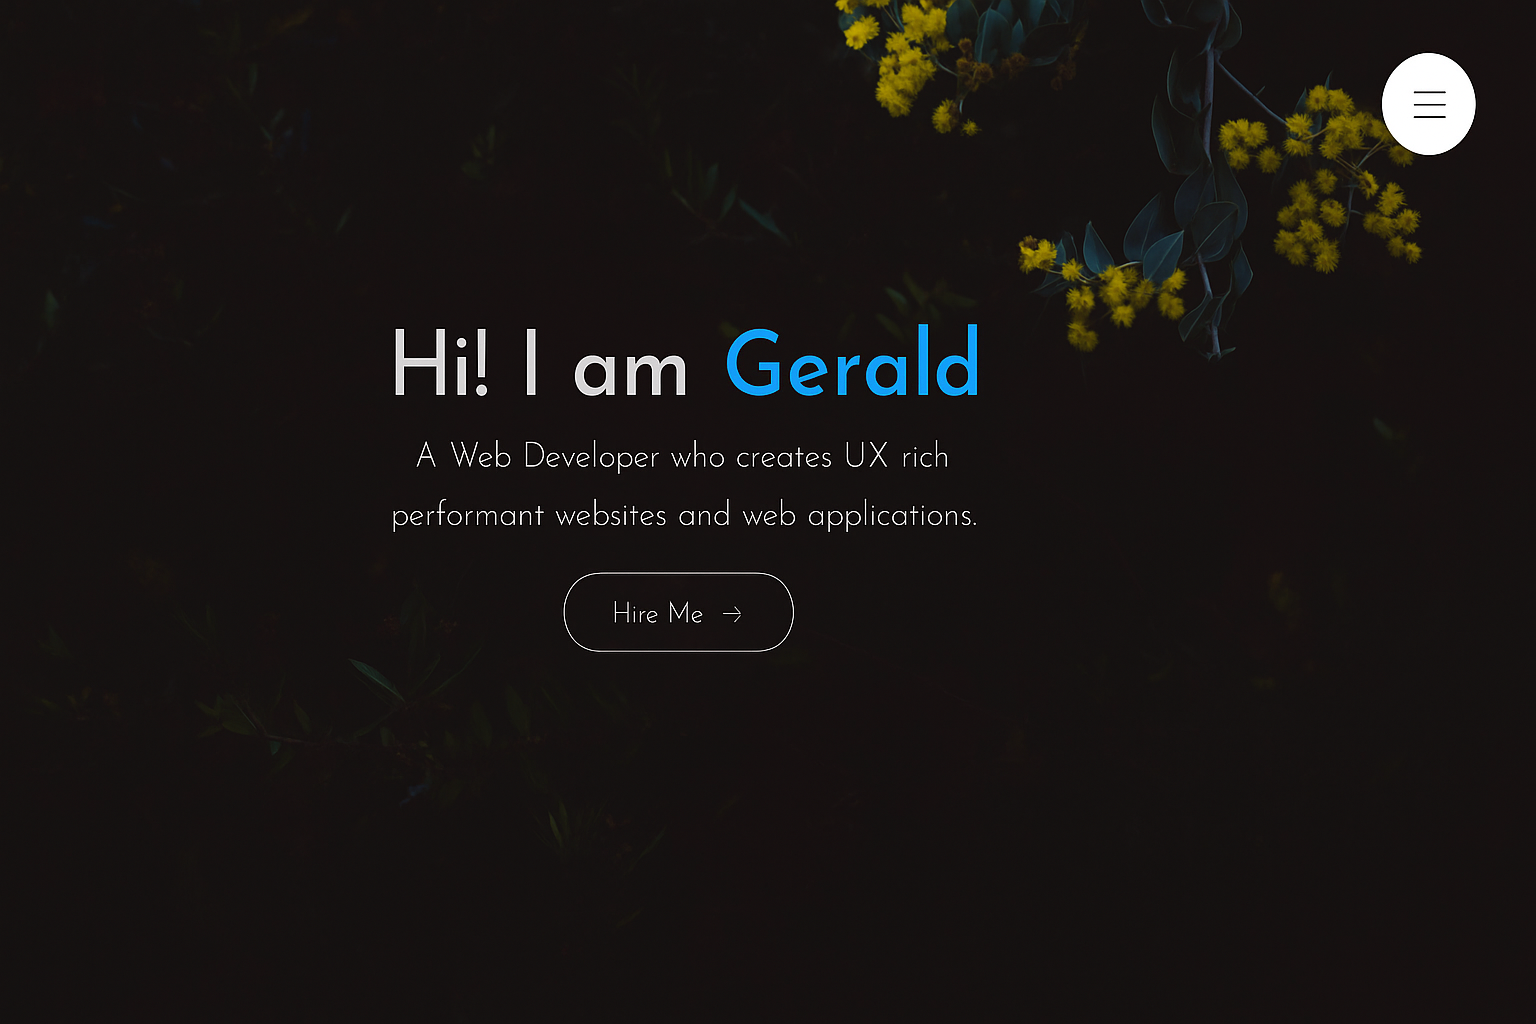 Hi! I am Gerald
A Web Developer who creates UX rich
performant websites and web applications.
Hire Me →